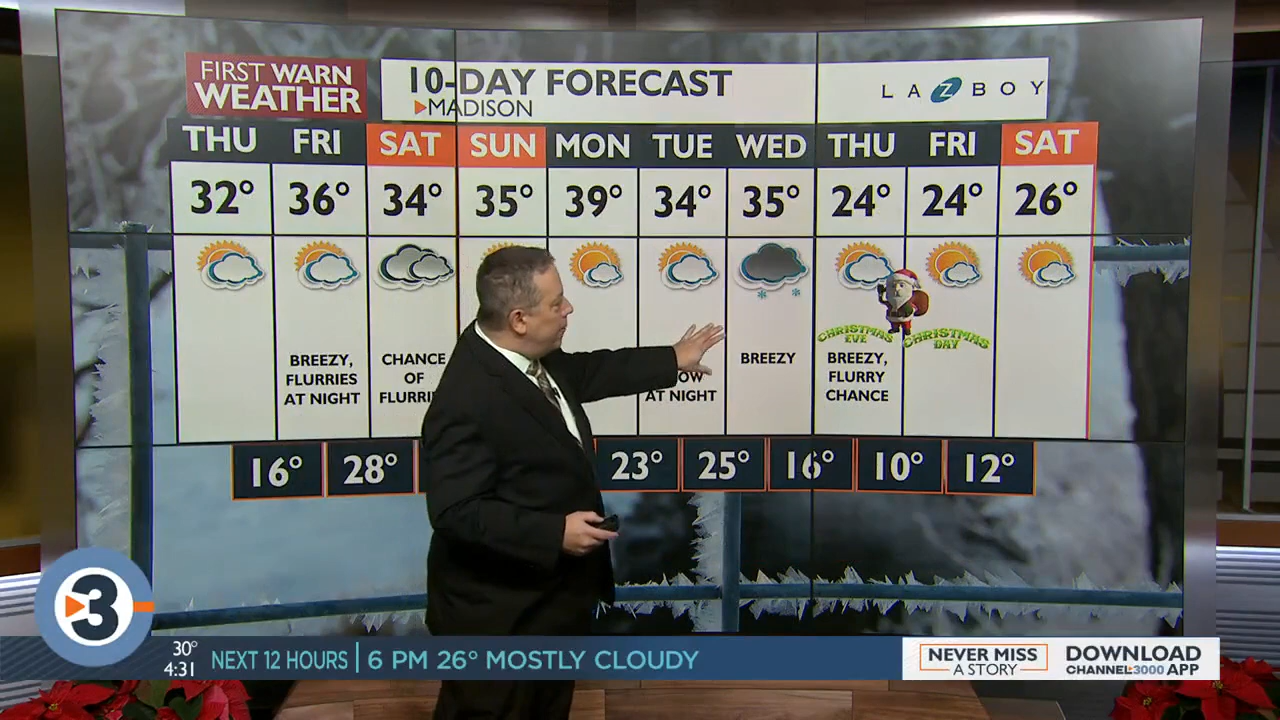 FIRST WARN
WEATHER
10-DAY FORECAST
MADISON
LAZBOY
THU FRI SAT SUN MON TUE WED THU FRI SAT
32° 36° 34° 35° 39° 34° 35° 24° 24° 26°
BREEZY,
FLURRIES
AT NIGHT
CHANCE
OF
AT NIGHT
BREEZY
CHRISTMAS
EVE
BREEZY,
FLURRY
CHANCE
CHRISTMAS
DAY
16° 28° 23° 25° 16° 10° 12°
3
30°
4:31
NEXT 12 HOURS 6 PM 26° MOSTLY CLOUDY
NEVER MISS
A STORY
DOWNLOAD
CHANNEL3000 APP